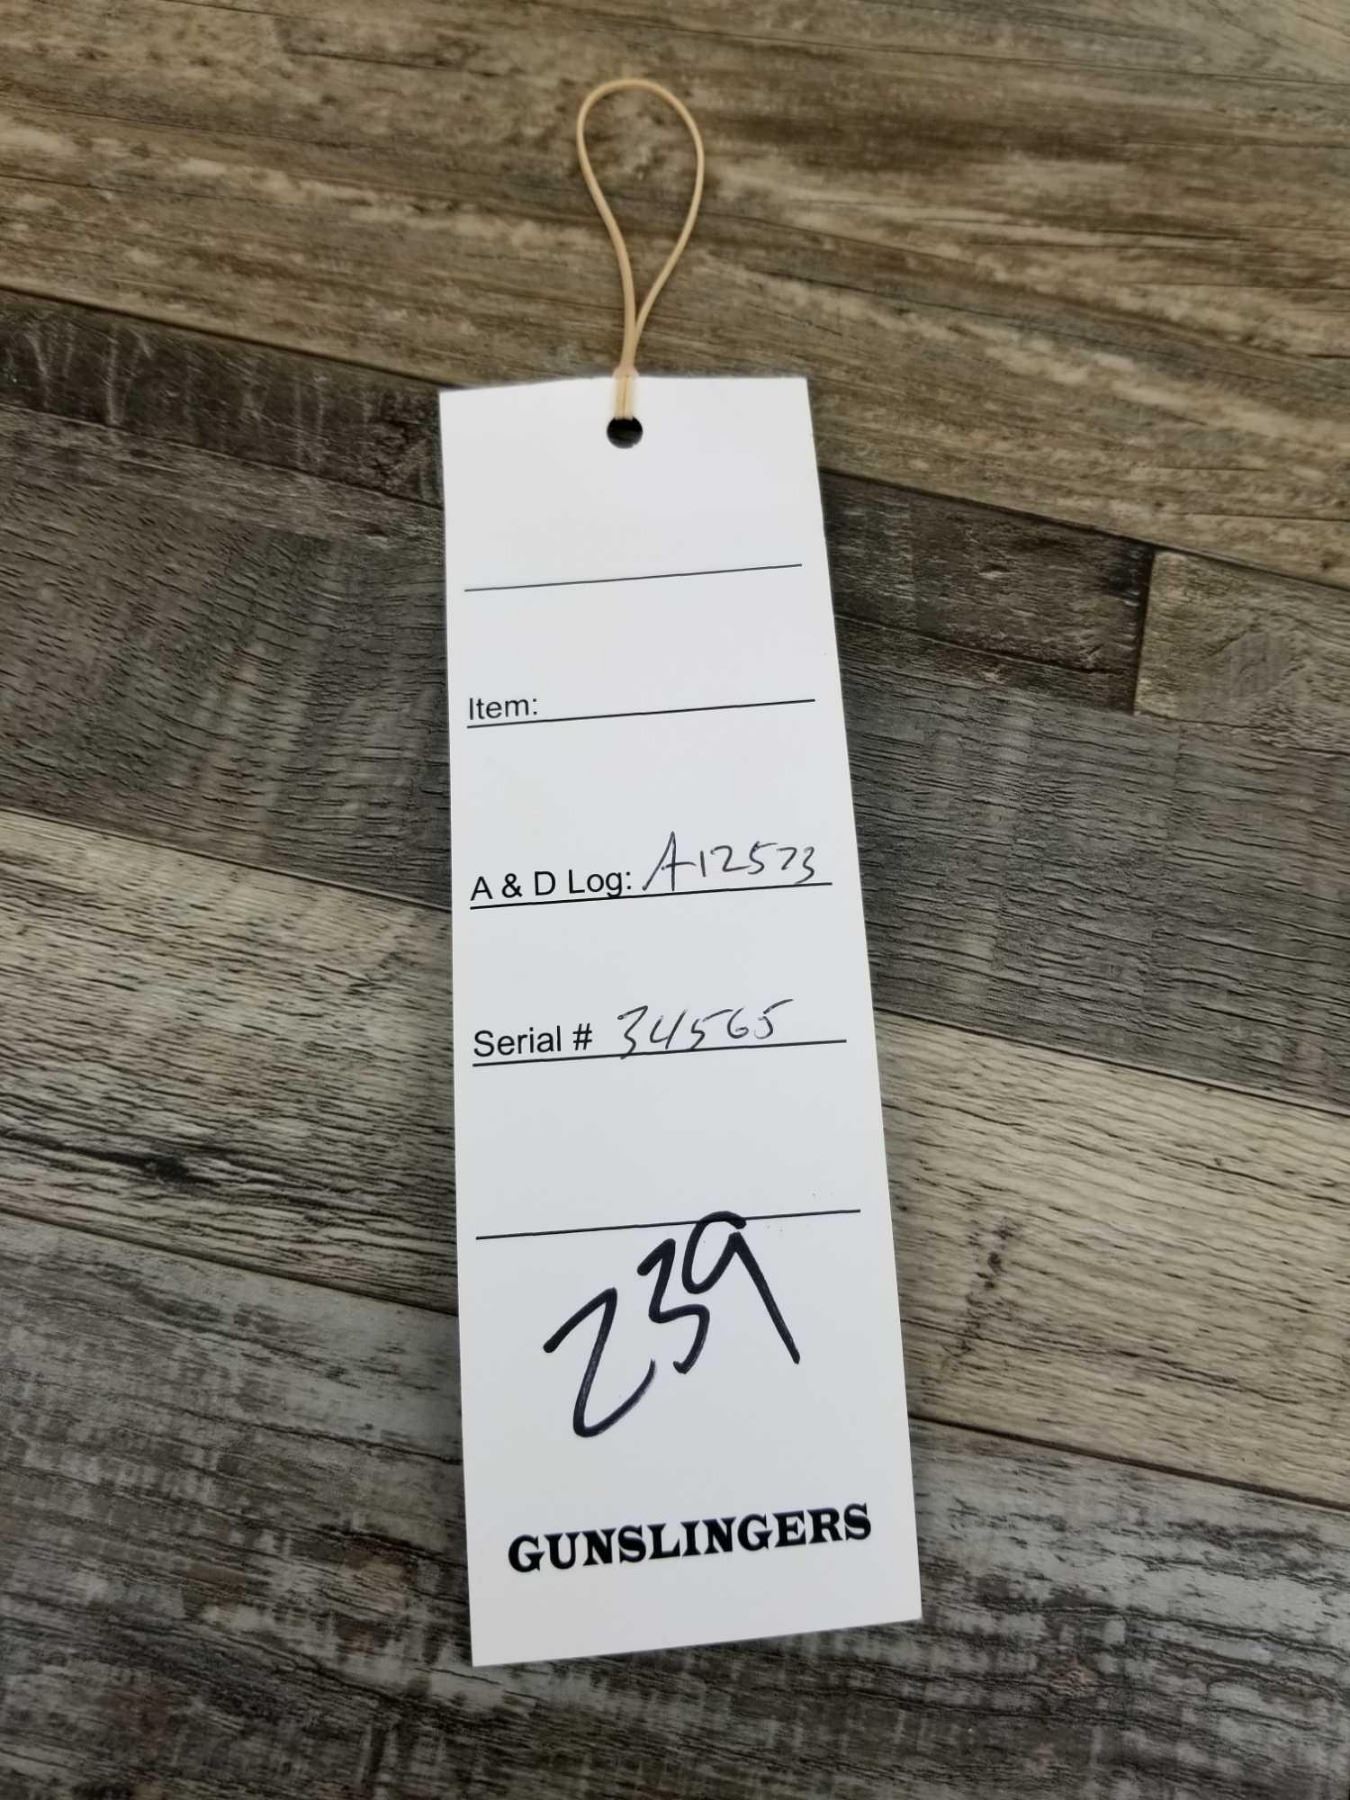 Item:
A & D Log: A12573
Serial # 34565
239
GUNSLINGERS